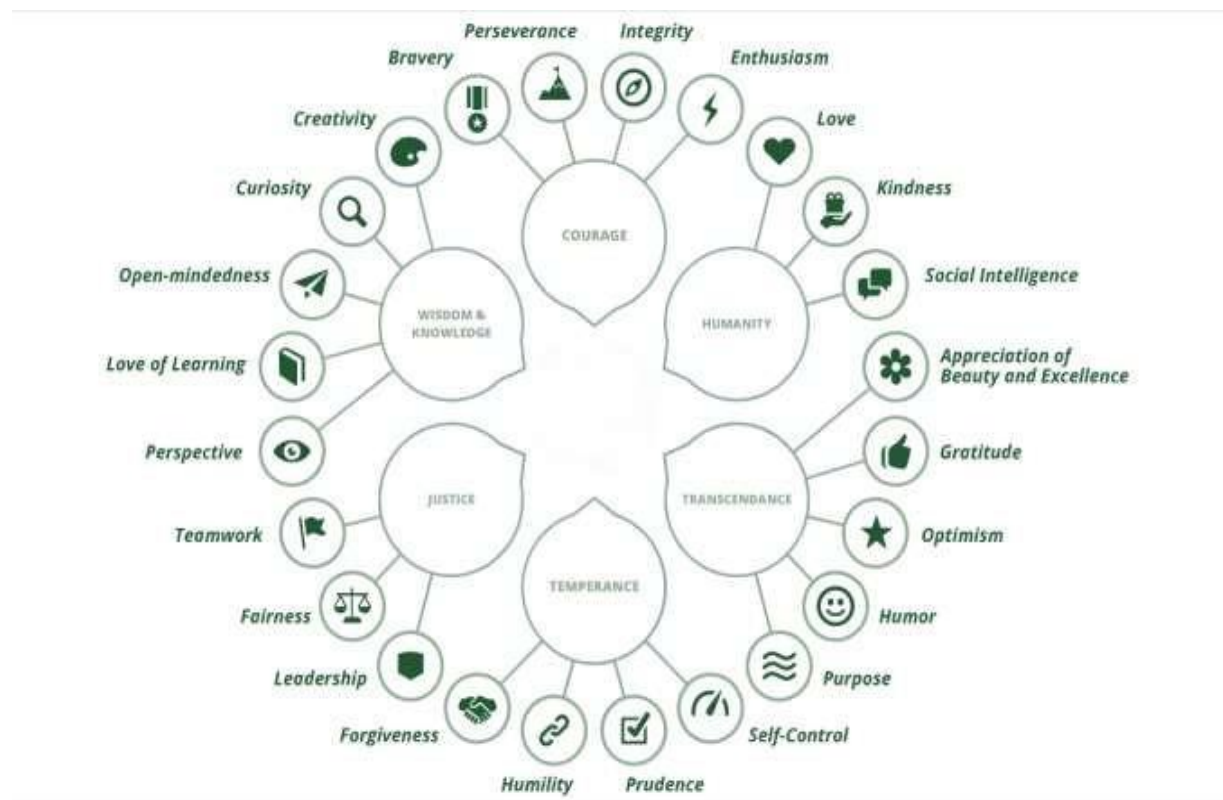 Perseverance
Integrity
Bravery
Enthusiasm
Creativity
Love
Curiosity
Kindness
COURAGE
Open-mindedness
Social Intelligence
WISDOM &
KNOWLEDGE
HUMANITY
Love of Learning
Appreciation of
Beauty and Excellence
Perspective
Gratitude
JUSTICE
TRANSCENDANCE
Teamwork
Optimism
TEMPERANCE
Fairness
Humor
Leadership
Purpose
Forgiveness
Self-Control
Humility
Prudence